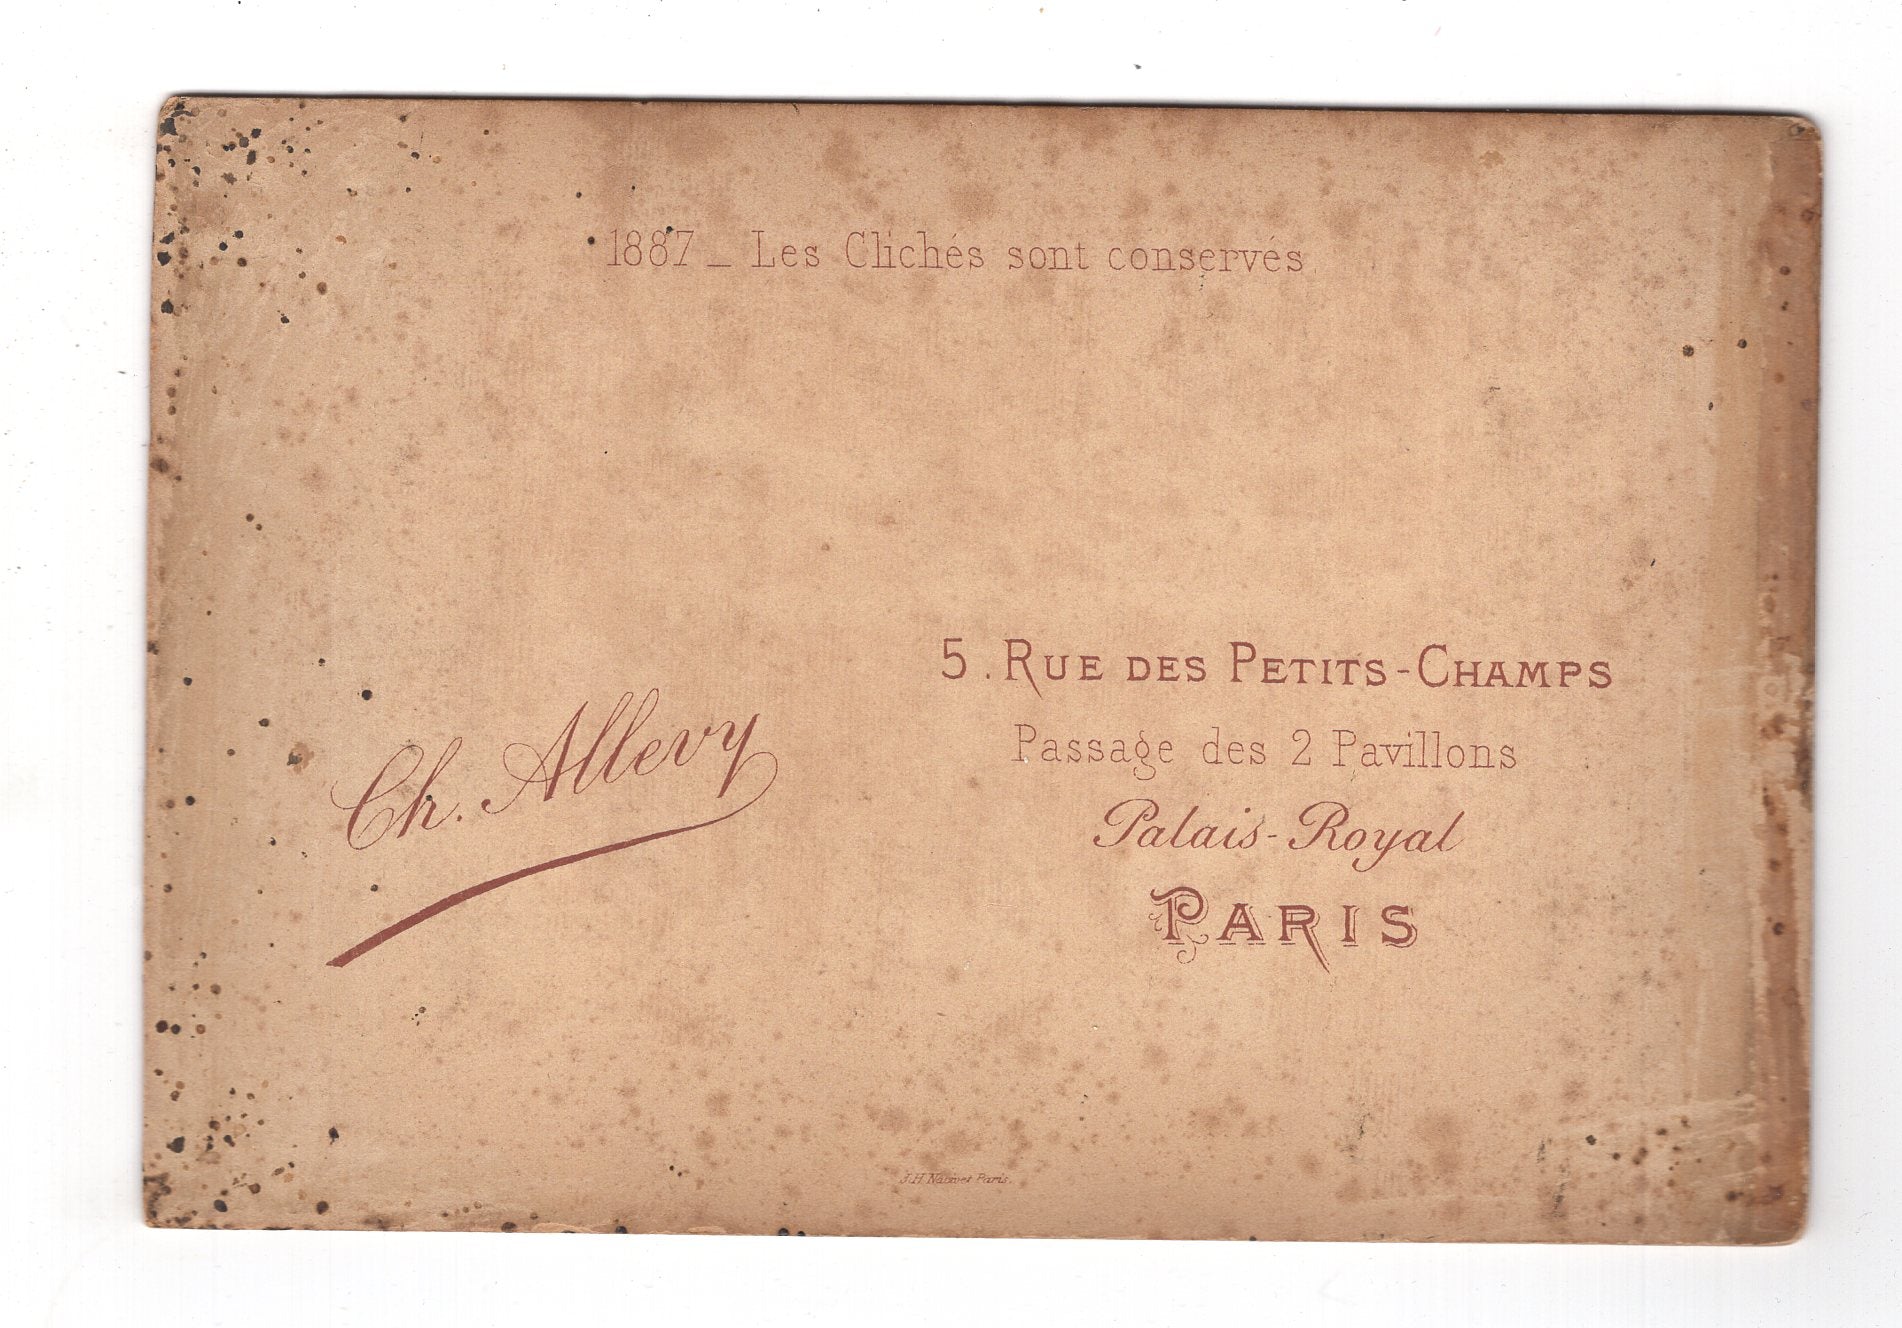 1887 _ Les Clichés sont conservés
Ch. Allevy
5. RUE DES PETITS-CHAMPS
Passage des 2 Pavillons
Palais-Royal
PARIS
J.H. Paris.